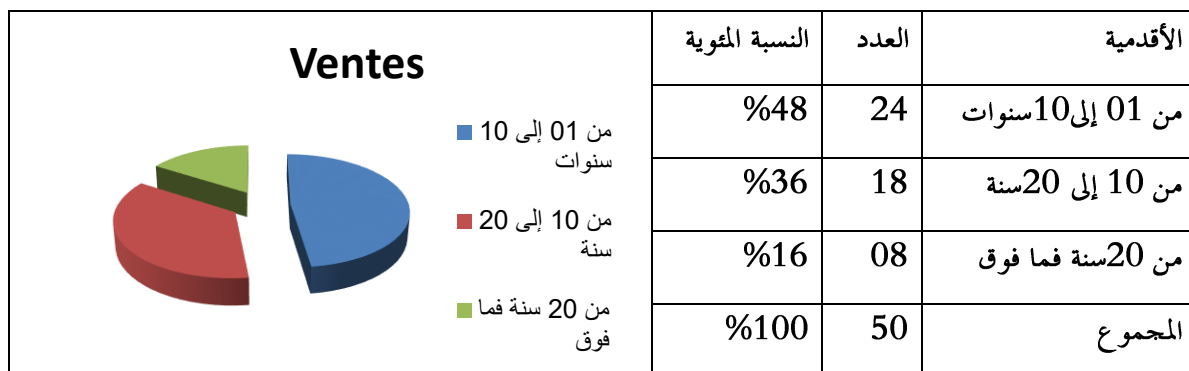 الأقدمية العدد النسبة المئوية
من 01 إلى10سنوات 24 %48
من 10 إلى 20سنة 18 %36
من 20سنة فما فوق 08 %16
المجموع 50 %100
Ventes
من 01 إلى 10
سنوات
من 10 إلى 20
سنة
من 20 سنة فما
فوق